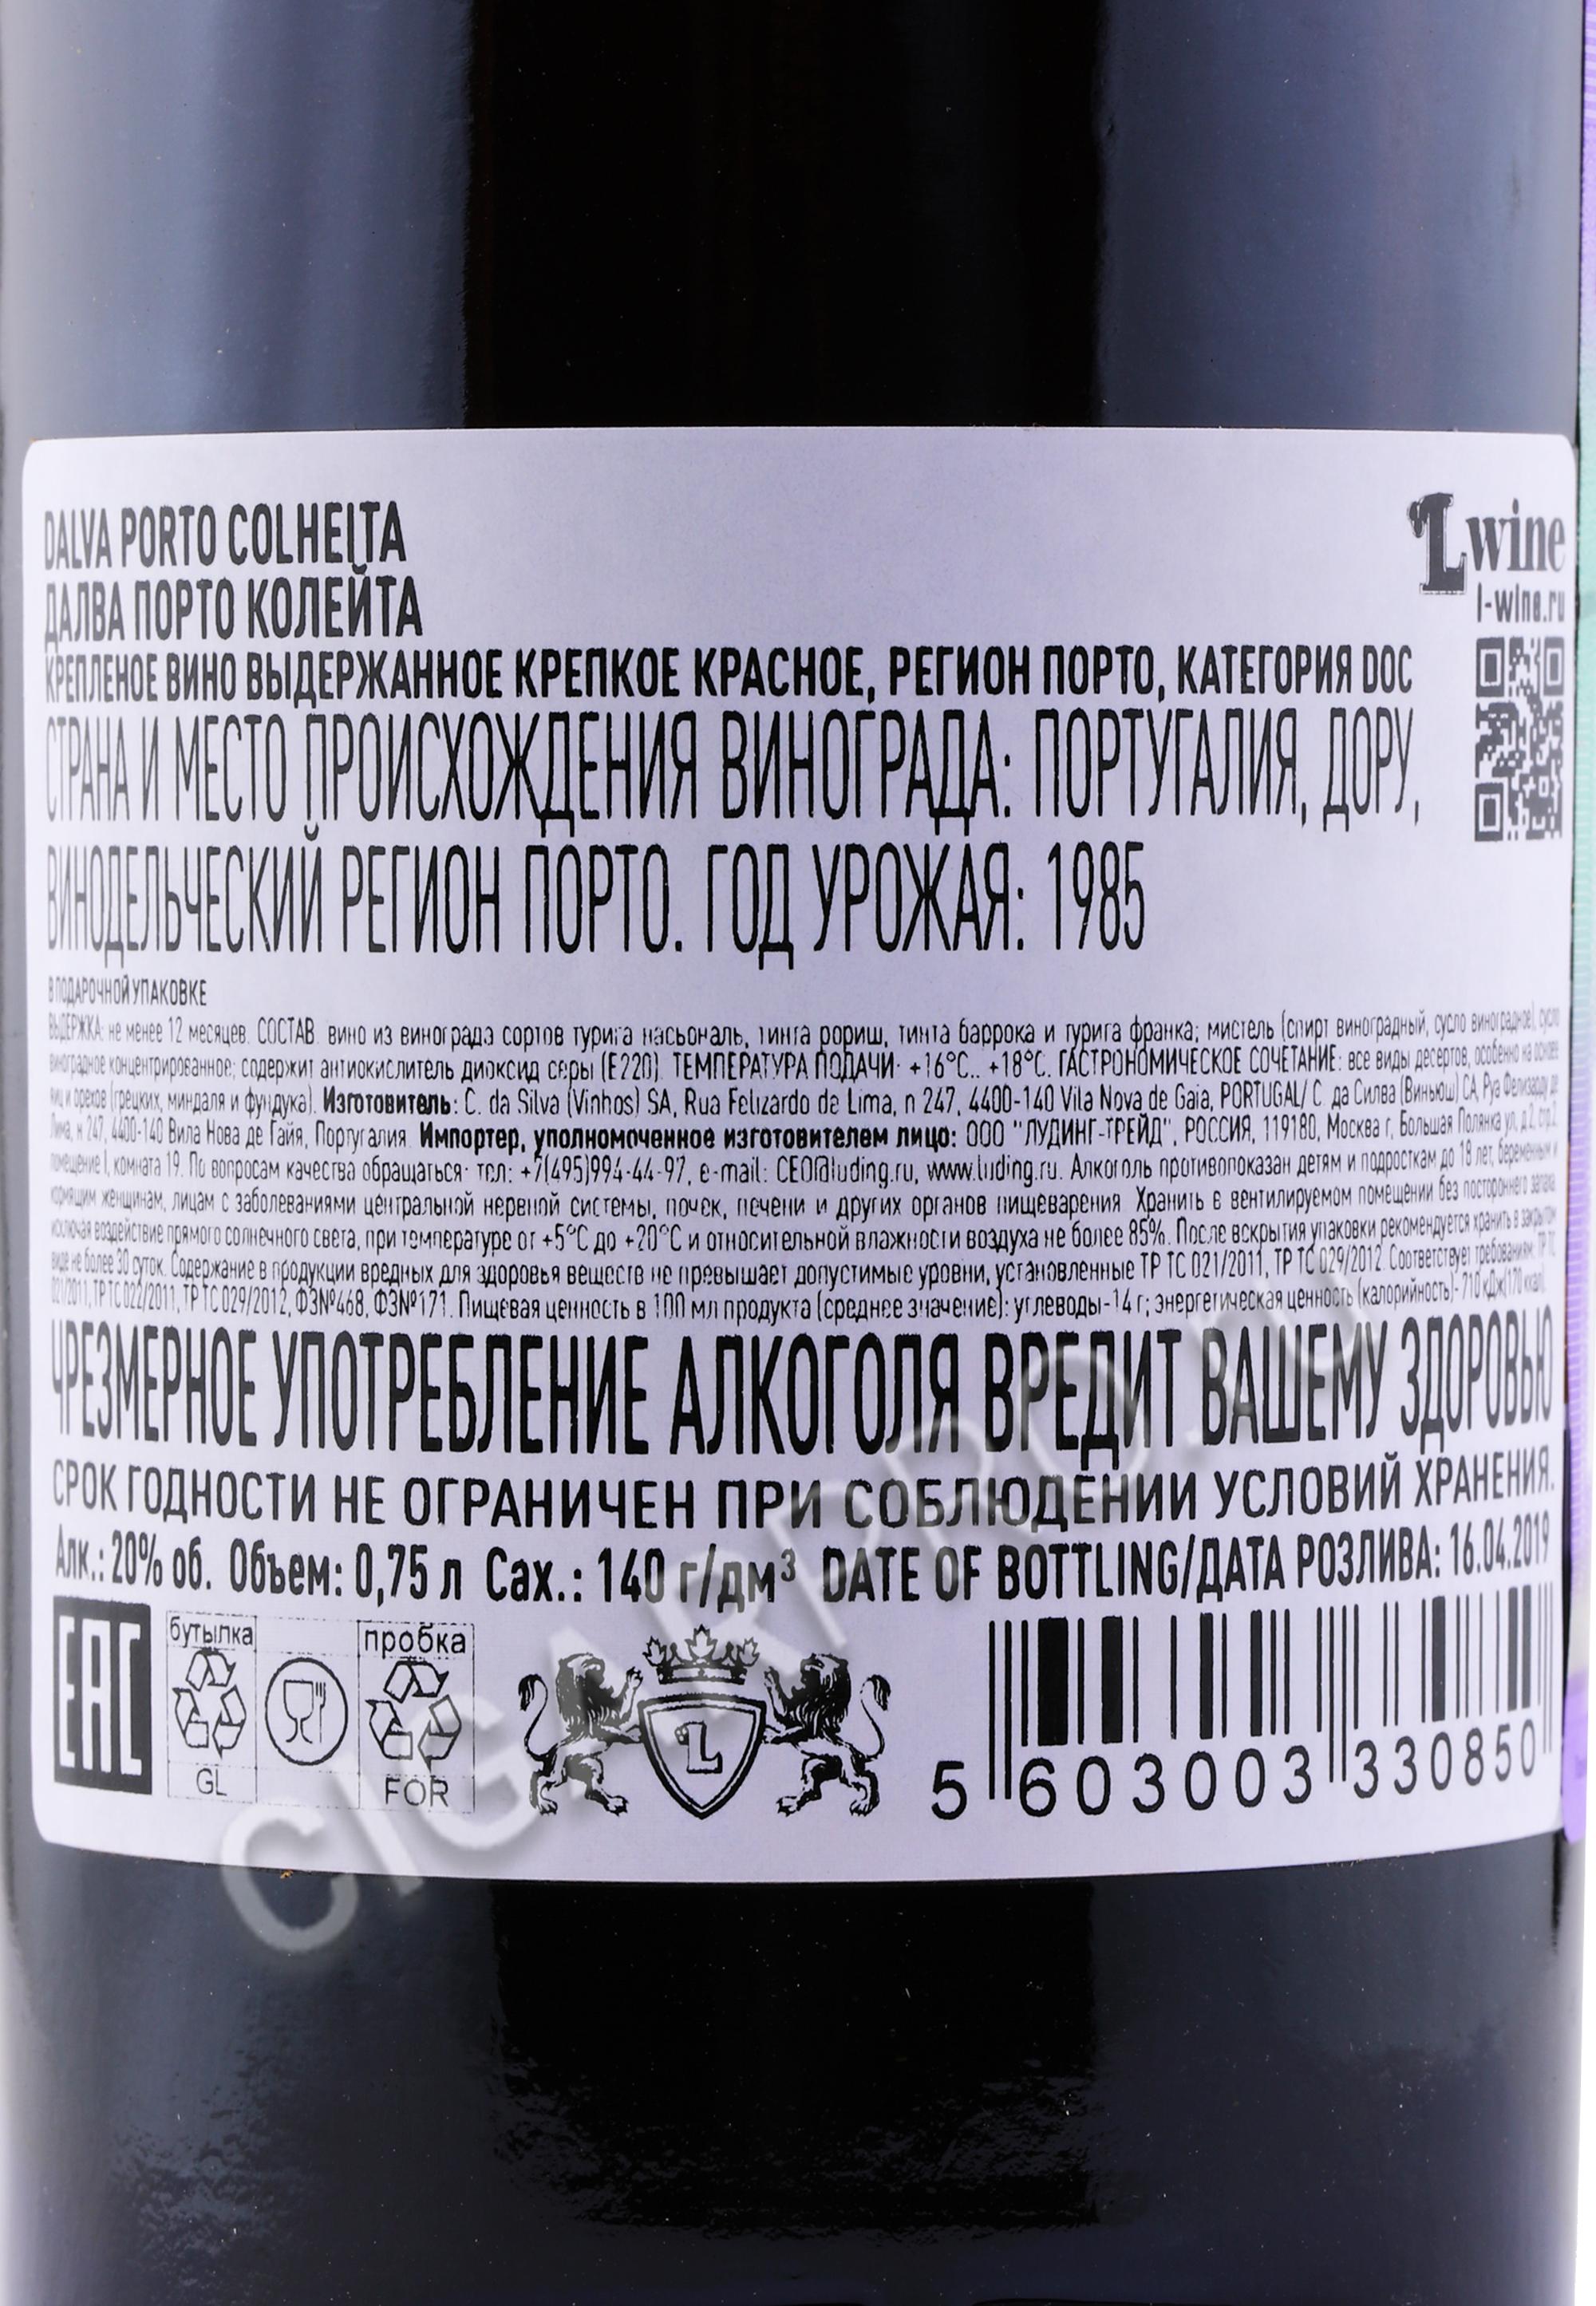 DALVA PORTO COLHEITA
ДАЛВА ПОРТО КОЛЕЙТА
КРЕПЛЕНОЕ ВИНО ВЫДЕРЖАННОЕ КРЕПКОЕ КРАСНОЕ, РЕГИОН ПОРТО, КАТЕГОРИЯ DOC
СТРАНА И МЕСТО ПРОИСХОЖДЕНИЯ ВИНОГРАДА: ПОРТУГАЛИЯ, ДОРУ,
ВИНОДЕЛЬЧЕСКИЙ РЕГИОН ПОРТО. ГОД УРОЖАЯ: 1985
L wine
l-wine.ru
В ПОДАРОЧНОЙ УПАКОВКЕ
ВЫДЕРЖКА: не менее 12 месяцев. СОСТАВ: вино из винограда сортов турига насьональ, тинта рориш, тинта баррока и турига франка; мистель (спирт виноградный, сусло виноградное), сусло
виноградное концентрированное; содержит антиокислитель диоксид серы (Е220). ТЕМПЕРАТУРА ПОДАЧИ: +16°С... +18°С. ГАСТРОНОМИЧЕСКОЕ СОЧЕТАНИЕ: все виды десертов, особенно на основе
яиц и орехов (грецких, миндаля и фундука). Изготовитель: C. da Silva (Vinhos) SA, Rua Felizardo de Lima, n 247, 4400-140 Vila Nova de Gaia, PORTUGAL/ С. да Силва (Виньюш) СА, Руа Фелизарду де
Лима, н 247, 4400-140 Вила Нова де Гайя, Португалия. Импортер, уполномоченное изготовителем лицо: ООО "ЛУДИНГ-ТРЕЙД", РОССИЯ, 119180, Москва г, Большая Полянка ул, д.2, стр.2
помещение I, комната 19. По вопросам качества обращаться: тел: +7(495)994-44-97, e-mail: CEO@luding.ru, www.luding.ru. Алкоголь противопоказан детям и подросткам до 18 лет, беременным и
кормящим женщинам, лицам с заболеваниями центральной нервной системы, почек, печени и других органов пищеварения. Хранить в вентилируемом помещении без постороннего запаха
исключая воздействие прямого солнечного света, при температуре от +5°С до +20°С и относительной влажности воздуха не более 85%. После вскрытия упаковки рекомендуется хранить в закрытом
виде не более 30 суток. Содержание в продукции вредных для здоровья веществ не превышает допустимые уровни, установленные ТР ТС 021/2011, ТР ТС 029/2012. Соответствует требованиям: ТР ТС
021/2011, ТР ТС 022/2011, ТР ТС 029/2012, ФЗ№468, ФЗ№171. Пищевая ценность в 100 мл продукта (среднее значение): углеводы-14 г; энергетическая ценность (калорийность)- 710 кДж(170 ккал).
ЧРЕЗМЕРНОЕ УПОТРЕБЛЕНИЕ АЛКОГОЛЯ ВРЕДИТ ВАШЕМУ ЗДОРОВЬЮ
СРОК ГОДНОСТИ НЕ ОГРАНИЧЕН ПРИ СОБЛЮДЕНИИ УСЛОВИЙ ХРАНЕНИЯ.
Алк.: 20% об. Объем: 0,75 л Сах.: 140 г/дм³ DATE OF BOTTLING/ДАТА РОЗЛИВА: 16.04.2019
EAC
бутылка
GL
пробка
FOR
L
5 603003 330850
CIGARPRO.ru